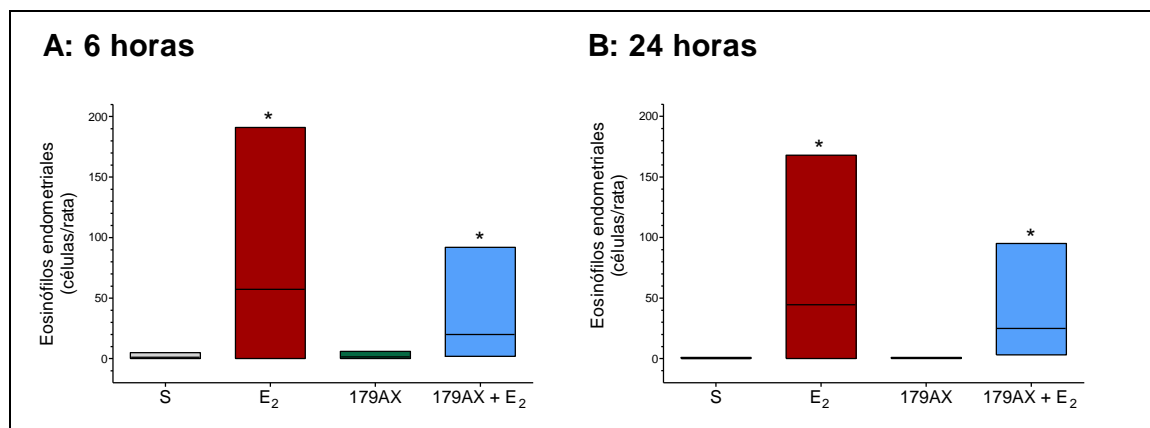 A: 6 horas
Eosinófilos endometriales
(células/rata)
200
150
100
50
0
*
*
S
E₂
179AX
179AX + E₂
B: 24 horas
Eosinófilos endometriales
(células/rata)
200
150
100
50
0
*
*
S
E₂
179AX
179AX + E₂